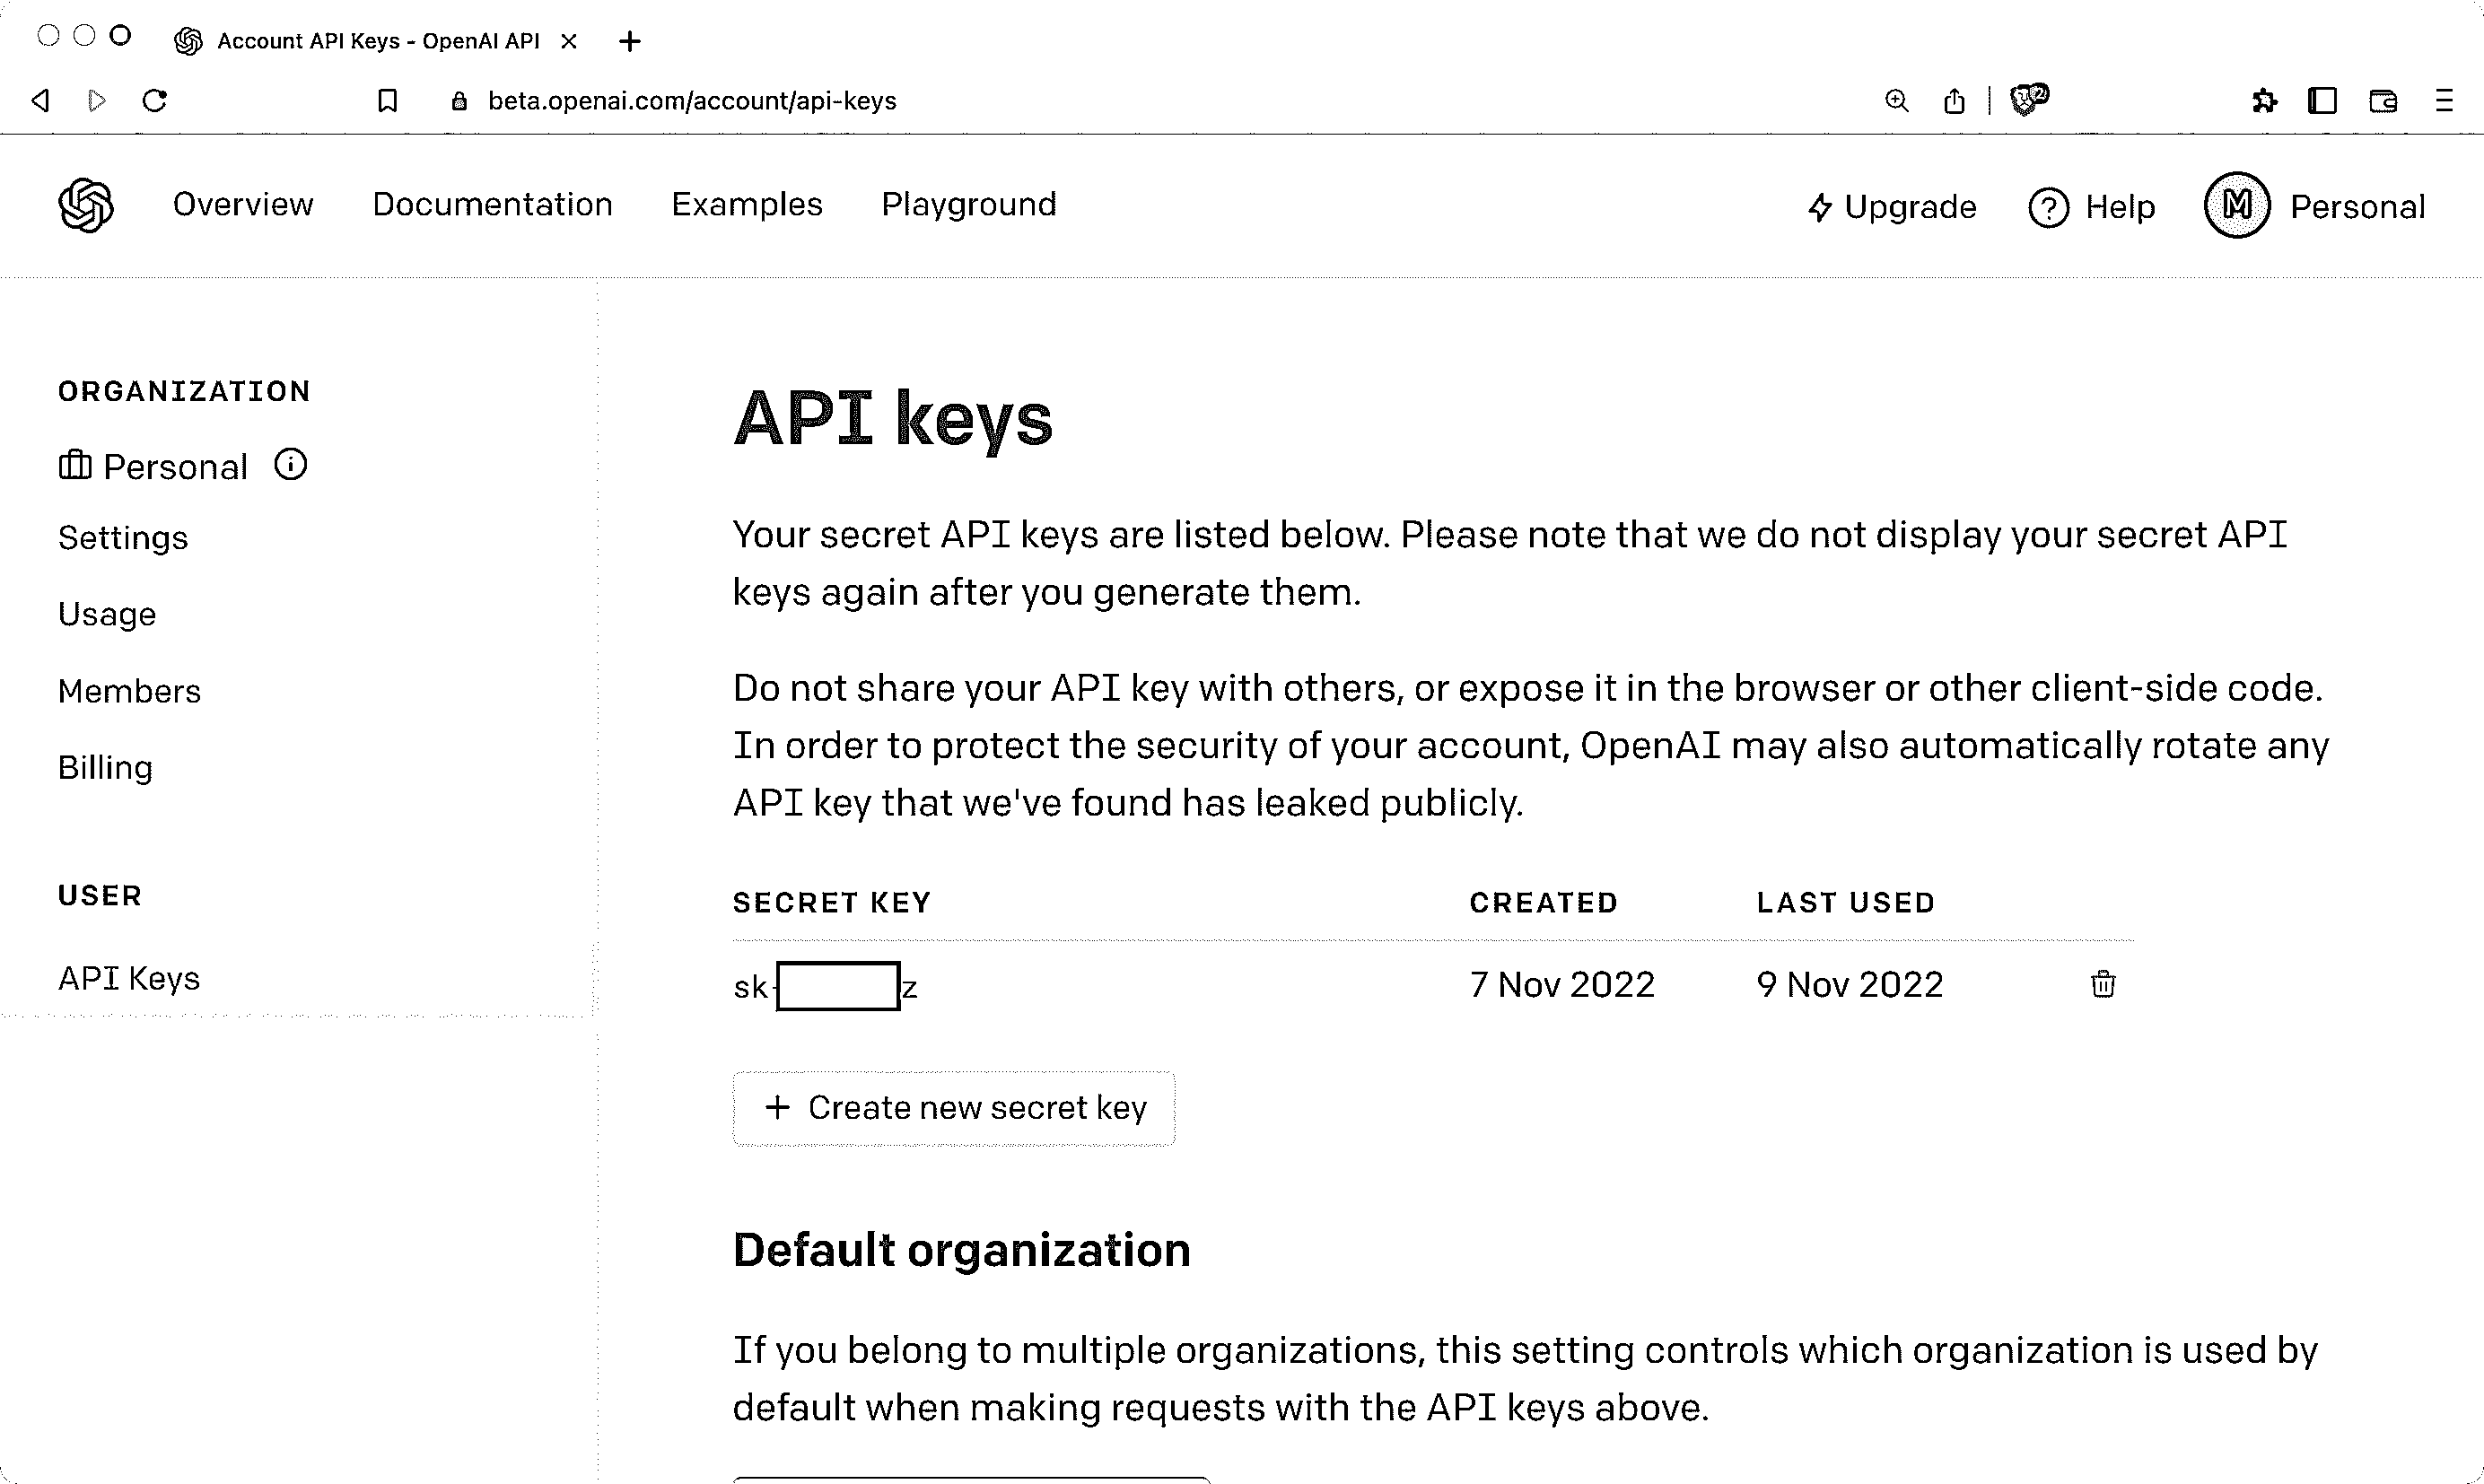 Account API Keys - OpenAI API
beta.openai.com/account/api-keys
2
Overview Documentation Examples Playground
Upgrade Help M Personal
ORGANIZATION
Personal
Settings
Usage
Members
Billing
USER
API Keys
API keys
Your secret API keys are listed below. Please note that we do not display your secret API
keys again after you generate them.
Do not share your API key with others, or expose it in the browser or other client-side code.
In order to protect the security of your account, OpenAI may also automatically rotate any
API key that we've found has leaked publicly.
SECRET KEY CREATED LAST USED
sk- z 7 Nov 2022 9 Nov 2022
+ Create new secret key
Default organization
If you belong to multiple organizations, this setting controls which organization is used by
default when making requests with the API keys above.